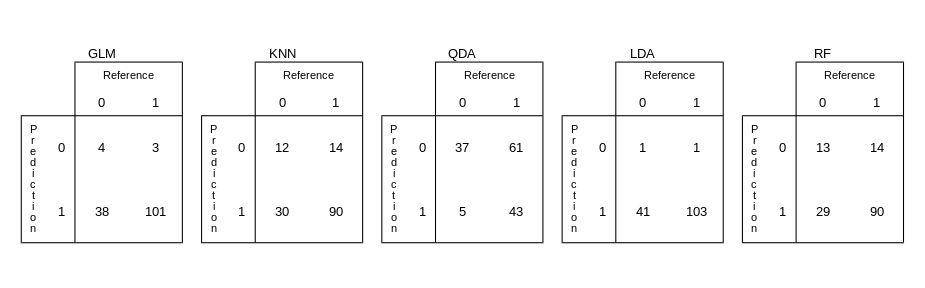 GLM KNN QDA LDA RF
Reference Reference Reference Reference Reference
0 1 0 1 0 1 0 1 0 1
Prediction Prediction Prediction Prediction Prediction
0 4 3 0 12 14 0 37 61 0 1 1 0 13 14
1 38 101 1 30 90 1 5 43 1 41 103 1 29 90